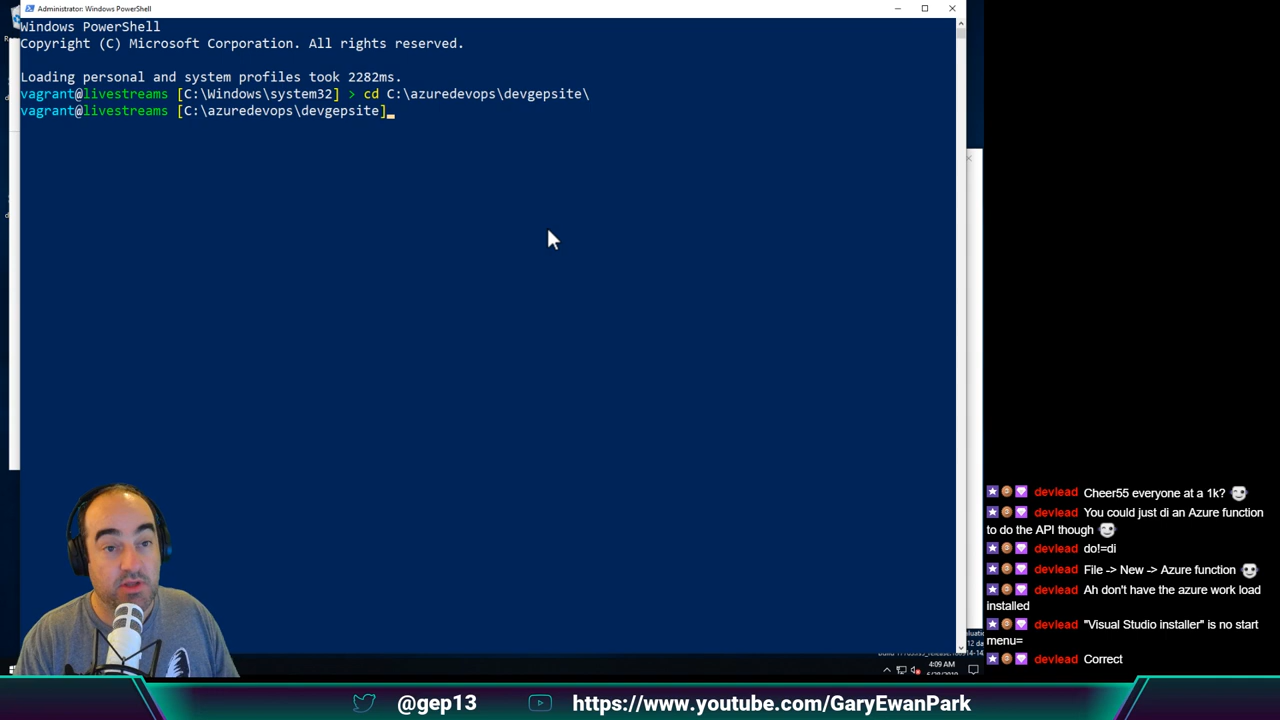 Administrator: Windows PowerShell
Windows PowerShell
Copyright (C) Microsoft Corporation. All rights reserved.
Loading personal and system profiles took 2282ms.
vagrant@livestreams [C:\Windows\system32] > cd C:\azuredevops\devgepsite\
vagrant@livestreams [C:\azuredevops\devgepsite]
devlead Cheer55 everyone at a 1k?
devlead You could just di an Azure function
to do the API though
devlead do!=di
devlead File -> New -> Azure function
devlead Ah don't have the azure work load
installed
devlead "Visual Studio installer" is no start
menu=
devlead Correct
4:09 AM
@gep13
https://www.youtube.com/GaryEwanPark